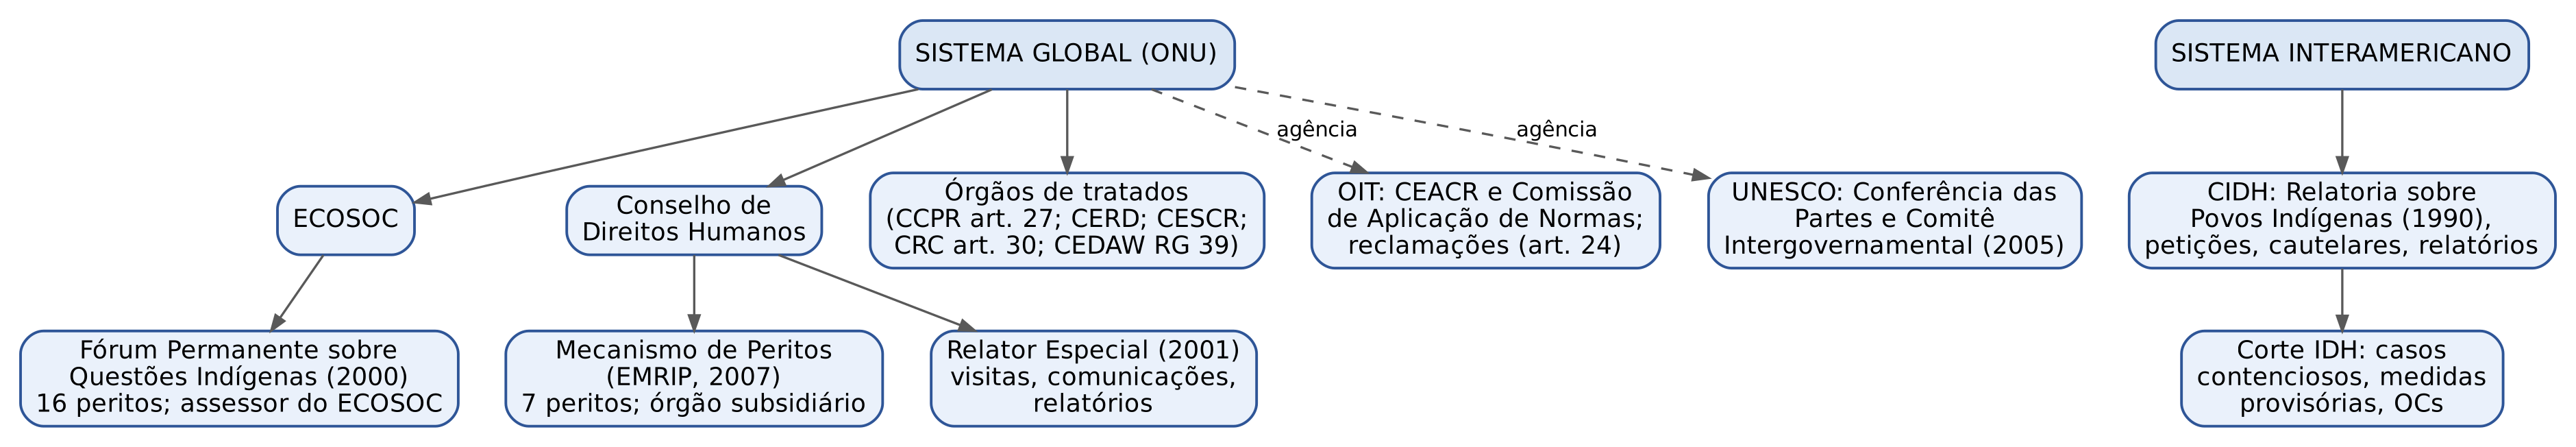 SISTEMA GLOBAL (ONU)
SISTEMA INTERAMERICANO
agência
agência
ECOSOC
Conselho de
Direitos Humanos
Órgãos de tratados
(CCPR art. 27; CERD; CESCR;
CRC art. 30; CEDAW RG 39)
OIT: CEACR e Comissão
de Aplicação de Normas;
reclamações (art. 24)
UNESCO: Conferência das
Partes e Comitê
Intergovernamental (2005)
CIDH: Relatoria sobre
Povos Indígenas (1990),
petições, cautelares, relatórios
Fórum Permanente sobre
Questões Indígenas (2000)
16 peritos; assessor do ECOSOC
Mecanismo de Peritos
(EMRIP, 2007)
7 peritos; órgão subsidiário
Relator Especial (2001)
visitas, comunicações,
relatórios
Corte IDH: casos
contenciosos, medidas
provisórias, OCs